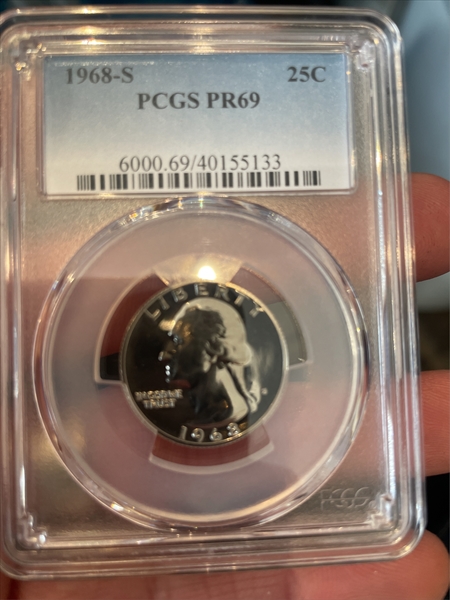 1968-S 25C
PCGS PR69
6000.69/40155133
LIBERTY
IN GOD WE
TRUST
1968
PCGS